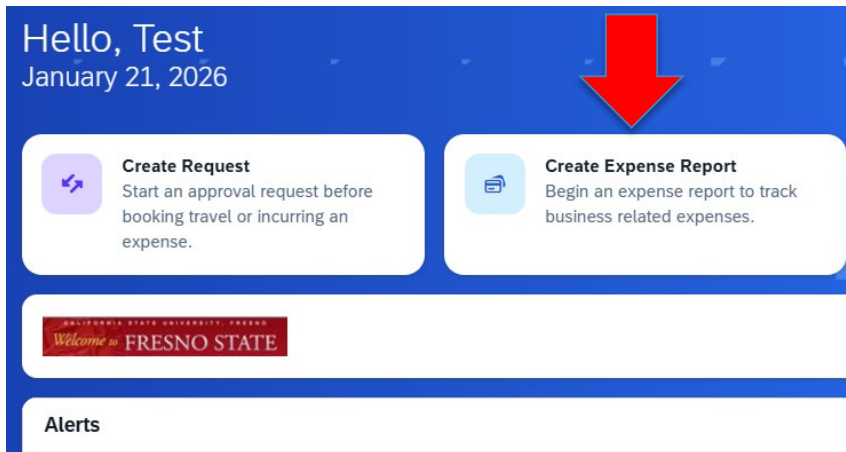 Hello, Test
January 21, 2026
Create Request
Start an approval request before
booking travel or incurring an
expense.
Create Expense Report
Begin an expense report to track
business related expenses.
CALIFORNIA STATE UNIVERSITY, FRESNO
Welcome to FRESNO STATE
Alerts